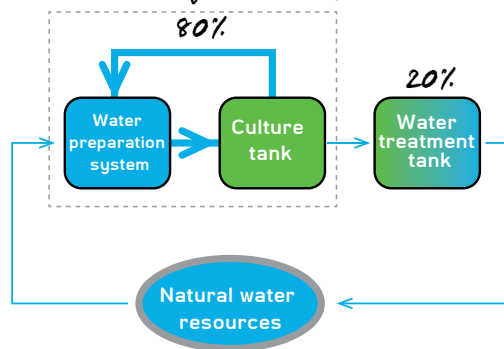 80%
20%
Water
preparation
system
Culture
tank
Water
treatment
tank
Natural water
resources